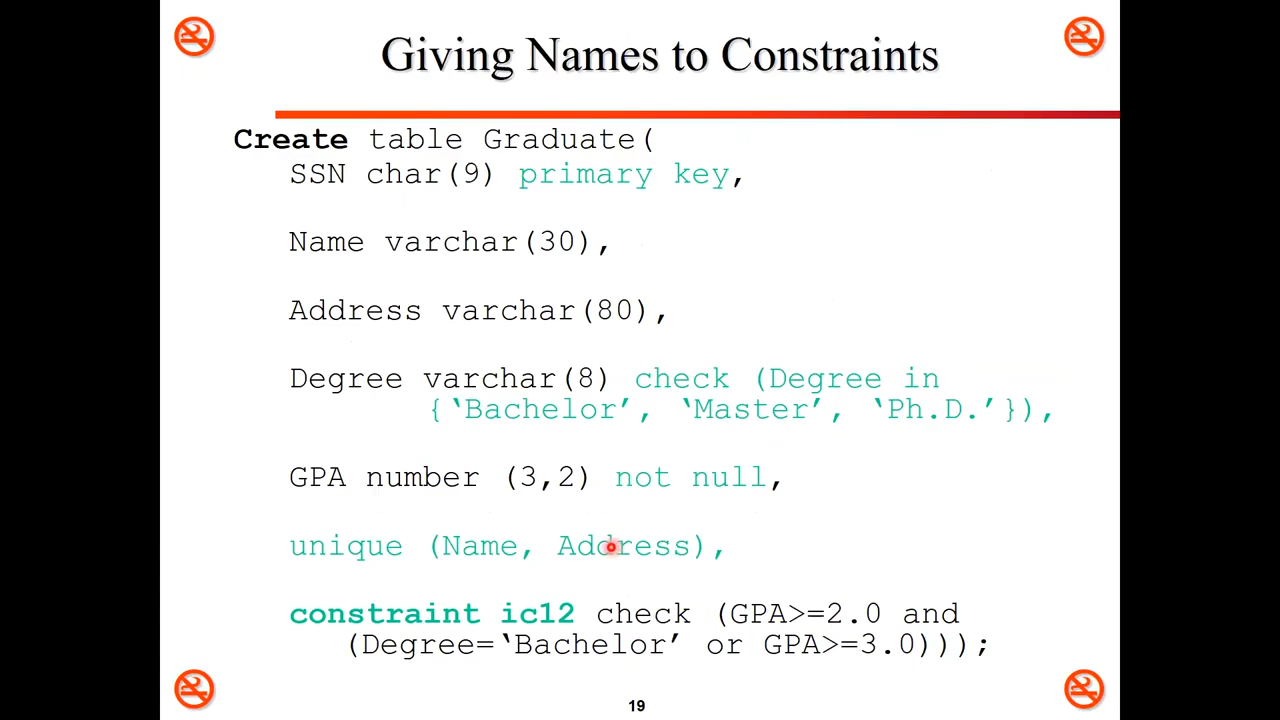 Giving Names to Constraints
Create table Graduate(
SSN char(9) primary key,
Name varchar(30),
Address varchar(80),
Degree varchar(8) check (Degree in
{‘Bachelor’, ‘Master’, ‘Ph.D.’}),
GPA number (3,2) not null,
unique (Name, Address),
constraint ic12 check (GPA>=2.0 and
(Degree=‘Bachelor’ or GPA>=3.0)));
19